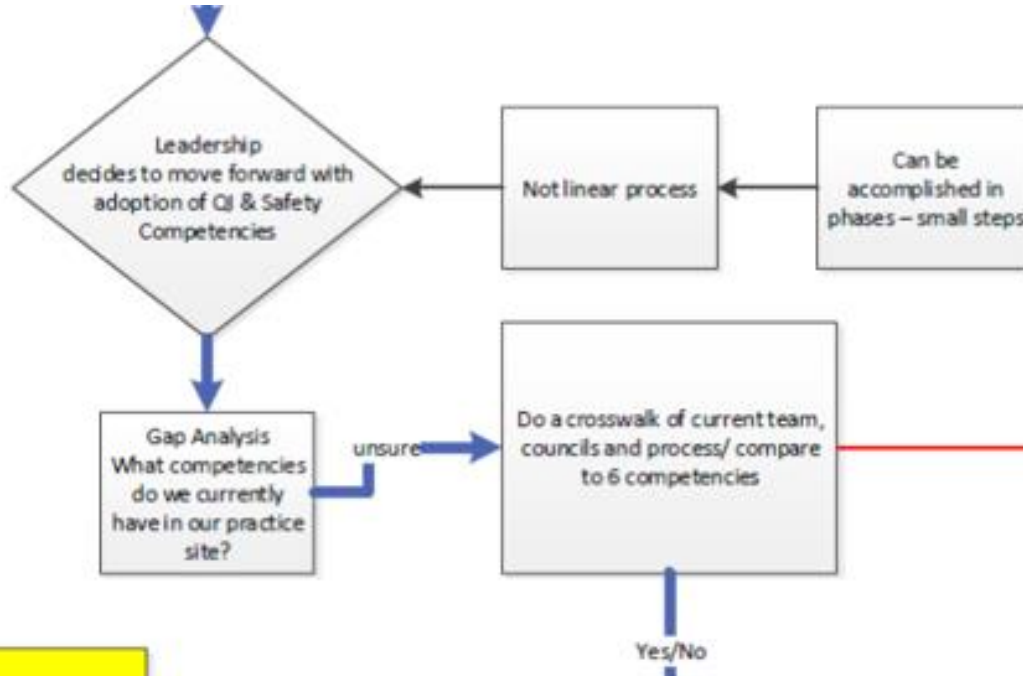 Leadership
decides to move forward with
adoption of QI & Safety
Competencies
Not linear process
Can be
accomplished in
phases – small steps
Gap Analysis
What competencies
do we currently
have in our practice
site?
unsure
Do a crosswalk of current team,
councils and process/ compare
to 6 competencies
Yes/No